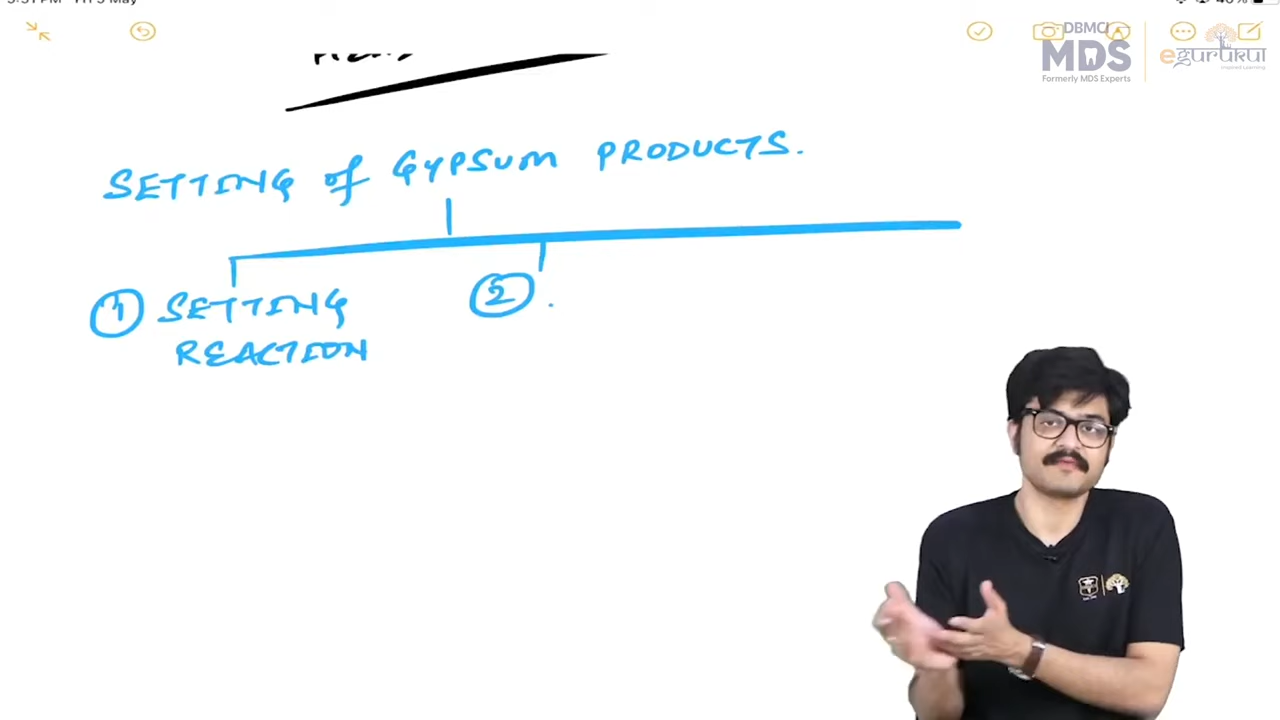 DBMCI
MDS
Formerly MDS Experts
egurukul
SETTING of GYPSUM PRODUCTS.
1 SETTING
REACTION
2 .